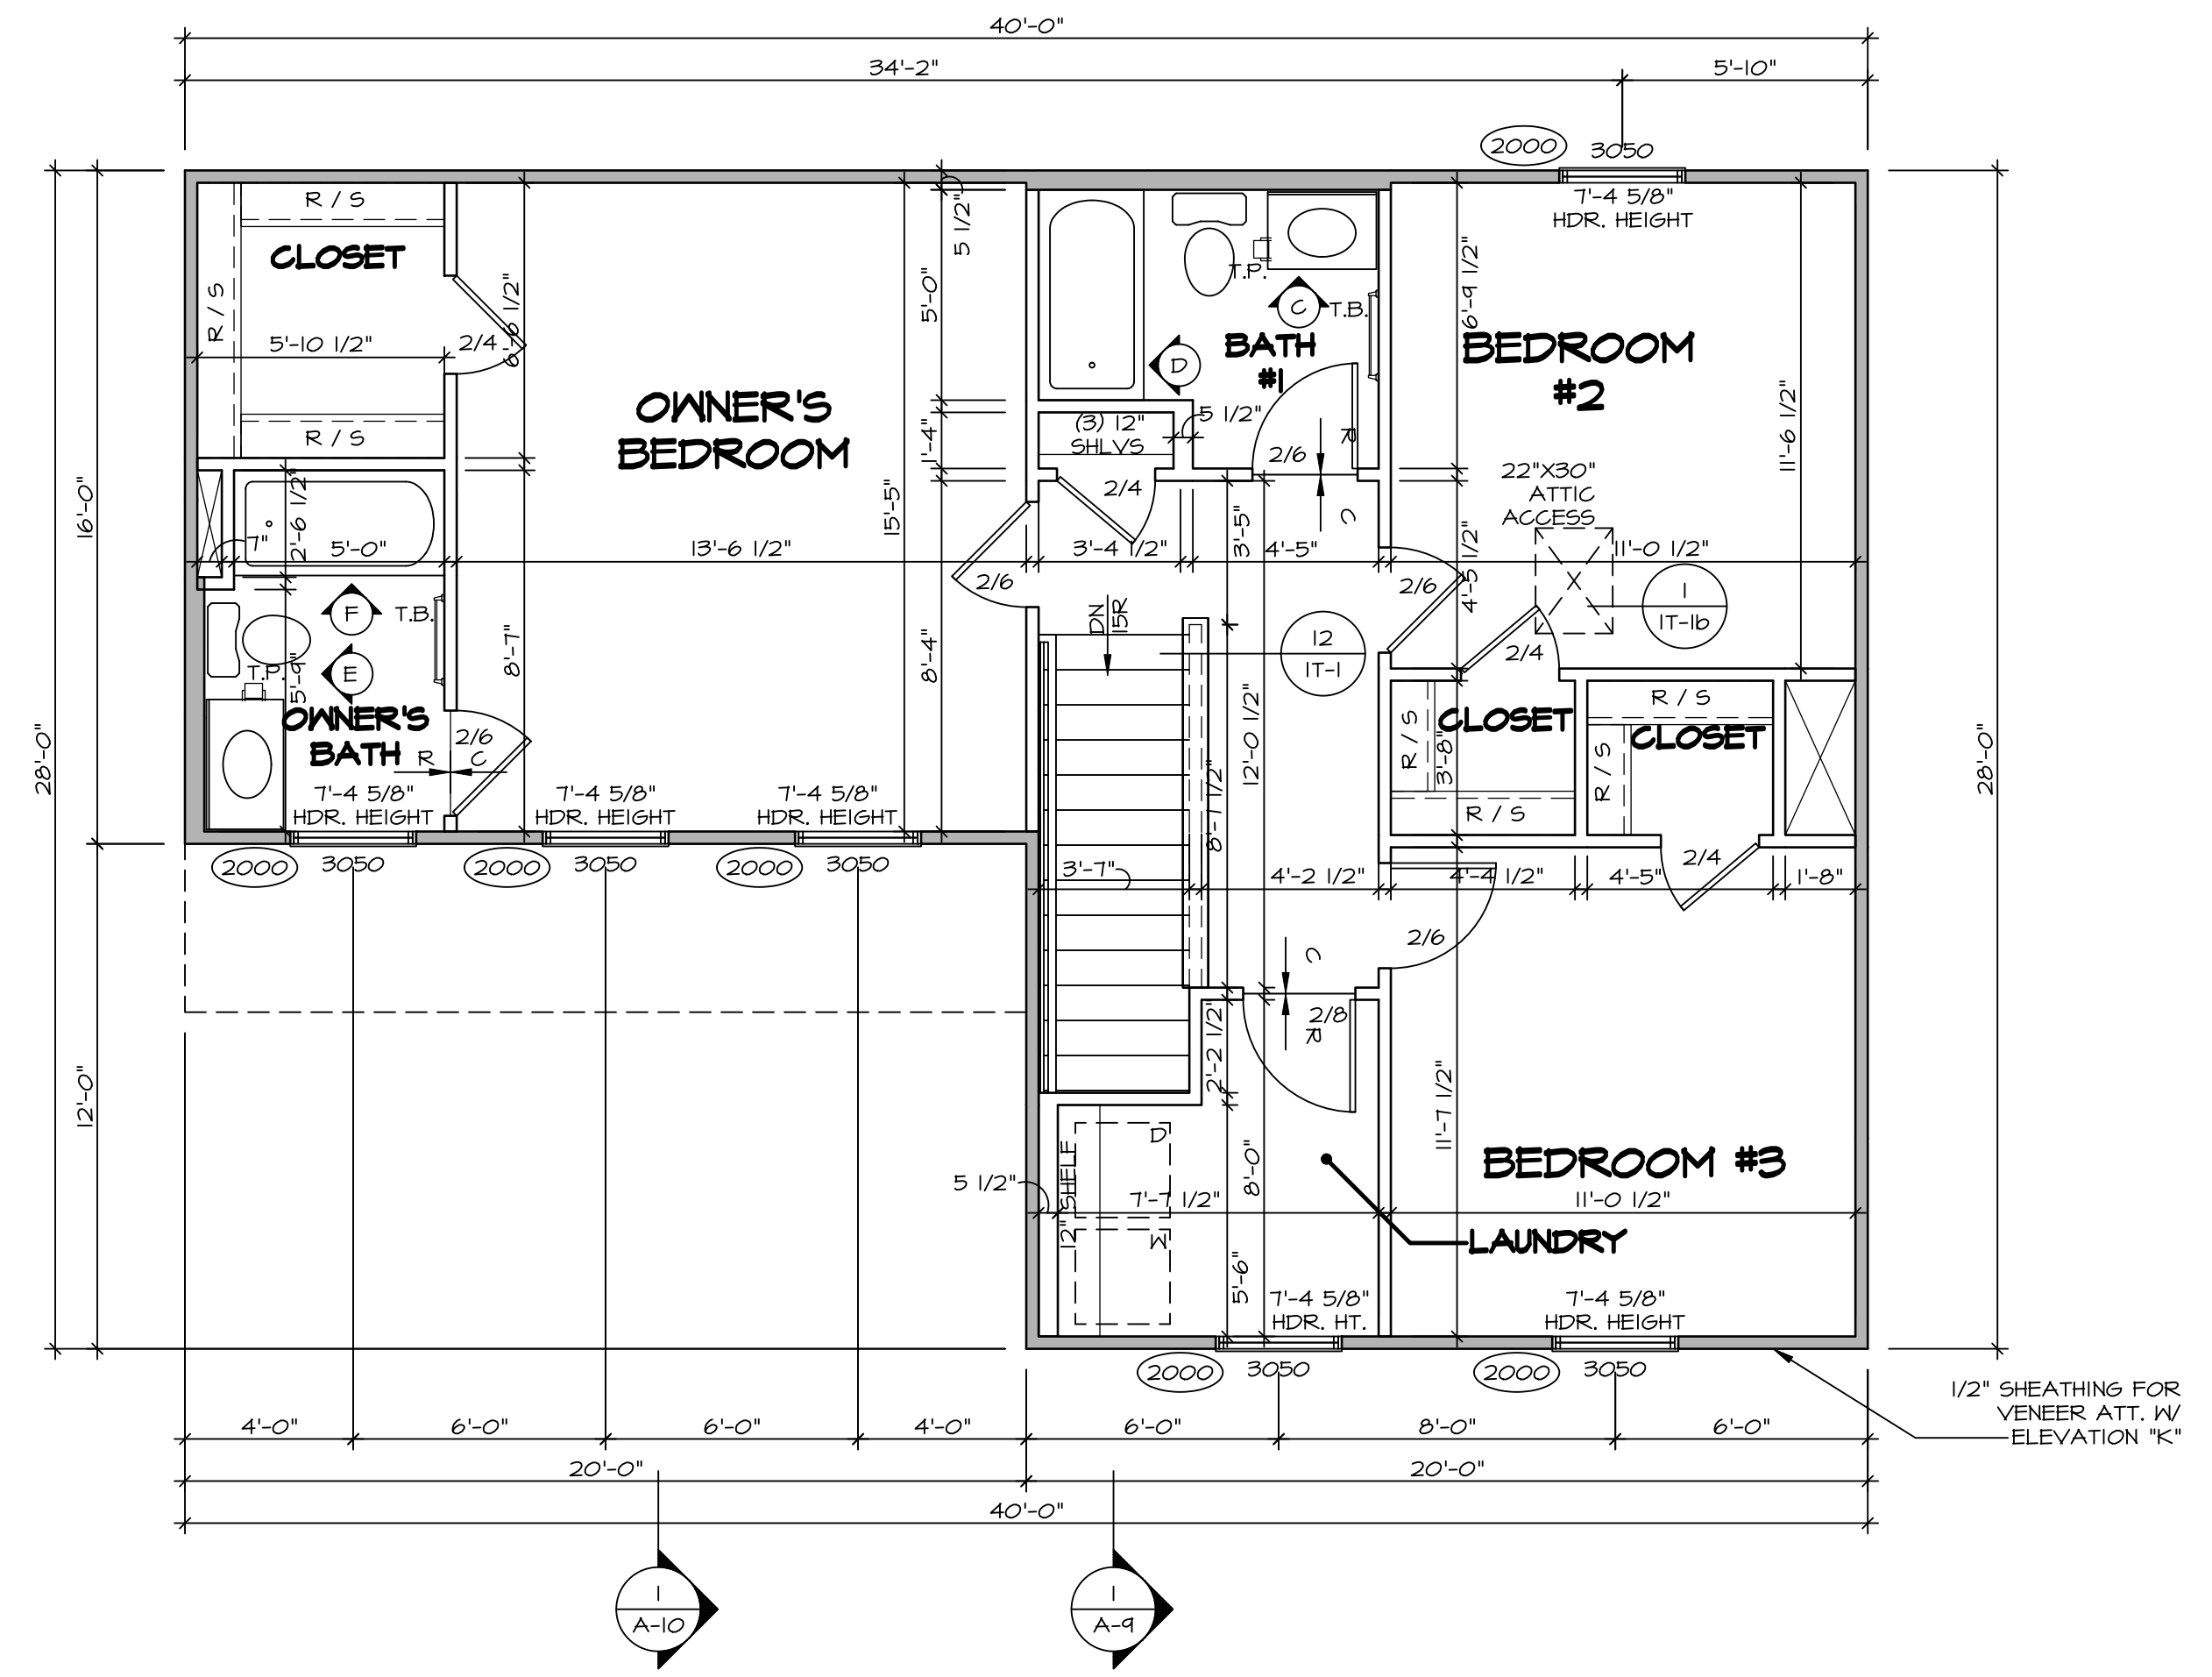 40'-0"
34'-2"
5'-10"
2000
3050
7'-4 5/8"
HDR. HEIGHT
R / S
CLOSET
R / S
5'-10 1/2"
2/4
6'-6 1/2"
R / S
OWNER'S
BEDROOM
5 1/2"
5'-0"
1'-4"
15'-5"
8'-4"
T.P.
C
T.B.
D
BATH
#1
(3) 12"
SHLVS
5 1/2"
2/6
R
C
2/4
6'-9 1/2"
BEDROOM
#2
11'-6 1/2"
22"X30"
ATTIC
ACCESS
X
1
1T-1b
16'-0"
28'-0"
12'-0"
28'-0"
7"
2'-6 1/2"
5'-0"
13'-6 1/2"
3'-4 1/2"
3'-5"
4'-5"
4'-5 1/2"
11'-0 1/2"
2/6
2/6
F
T.B.
E
T.P.
5'-9"
8'-7"
OWNER'S
BATH
2/6
R
C
DN
15R
12
1T-1
2/4
12'-0 1/2"
8'-7 1/2"
R / S
CLOSET
3'-8"
R / S
R / S
CLOSET
R / S
7'-4 5/8"
HDR. HEIGHT
7'-4 5/8"
HDR. HEIGHT
7'-4 5/8"
HDR. HEIGHT
2000
3050
2000
3050
2000
3050
3'-7"
4'-2 1/2"
4'-4 1/2"
4'-5"
2/4
1'-8"
2/6
C
2/8
R
2'-2 1/2"
11'-7 1/2"
D
12" SHELF
W
5 1/2"
7'-7 1/2"
8'-0"
5'-6"
BEDROOM #3
11'-0 1/2"
LAUNDRY
7'-4 5/8"
HDR. HT.
7'-4 5/8"
HDR. HEIGHT
2000
3050
2000
3050
1/2" SHEATHING FOR
VENEER ATT. W/
ELEVATION "K"
4'-0"
6'-0"
6'-0"
4'-0"
6'-0"
8'-0"
6'-0"
20'-0"
20'-0"
40'-0"
1
A-10
1
A-9